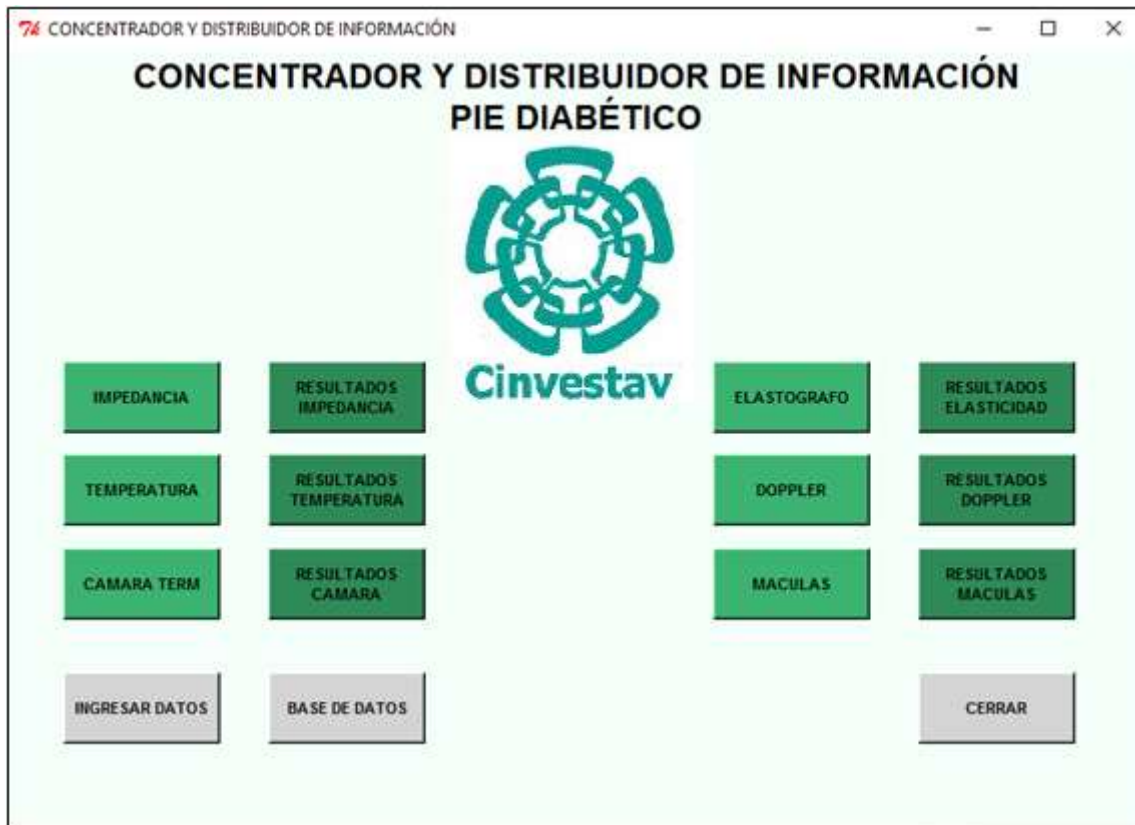 CONCENTRADOR Y DISTRIBUIDOR DE INFORMACIÓN
CONCENTRADOR Y DISTRIBUIDOR DE INFORMACIÓN
PIE DIABÉTICO
Cinvestav
IMPEDANCIA
RESULTADOS
IMPEDANCIA
ELASTOGRAFO
RESULTADOS
ELASTICIDAD
TEMPERATURA
RESULTADOS
TEMPERATURA
DOPPLER
RESULTADOS
DOPPLER
CAMARA TERM
RESULTADOS
CAMARA
MACULAS
RESULTADOS
MACULAS
INGRESAR DATOS
BASE DE DATOS
CERRAR